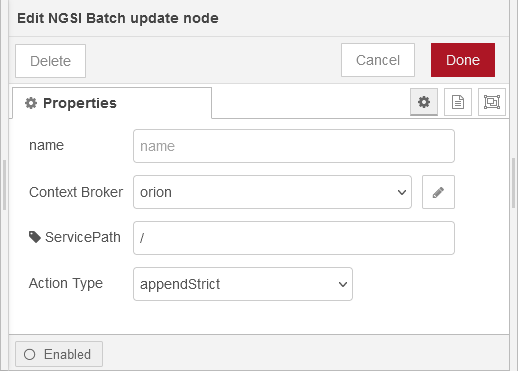 Edit NGSI Batch update node
Delete Cancel Done
Properties
name name
Context Broker orion
ServicePath /
Action Type appendStrict
Enabled